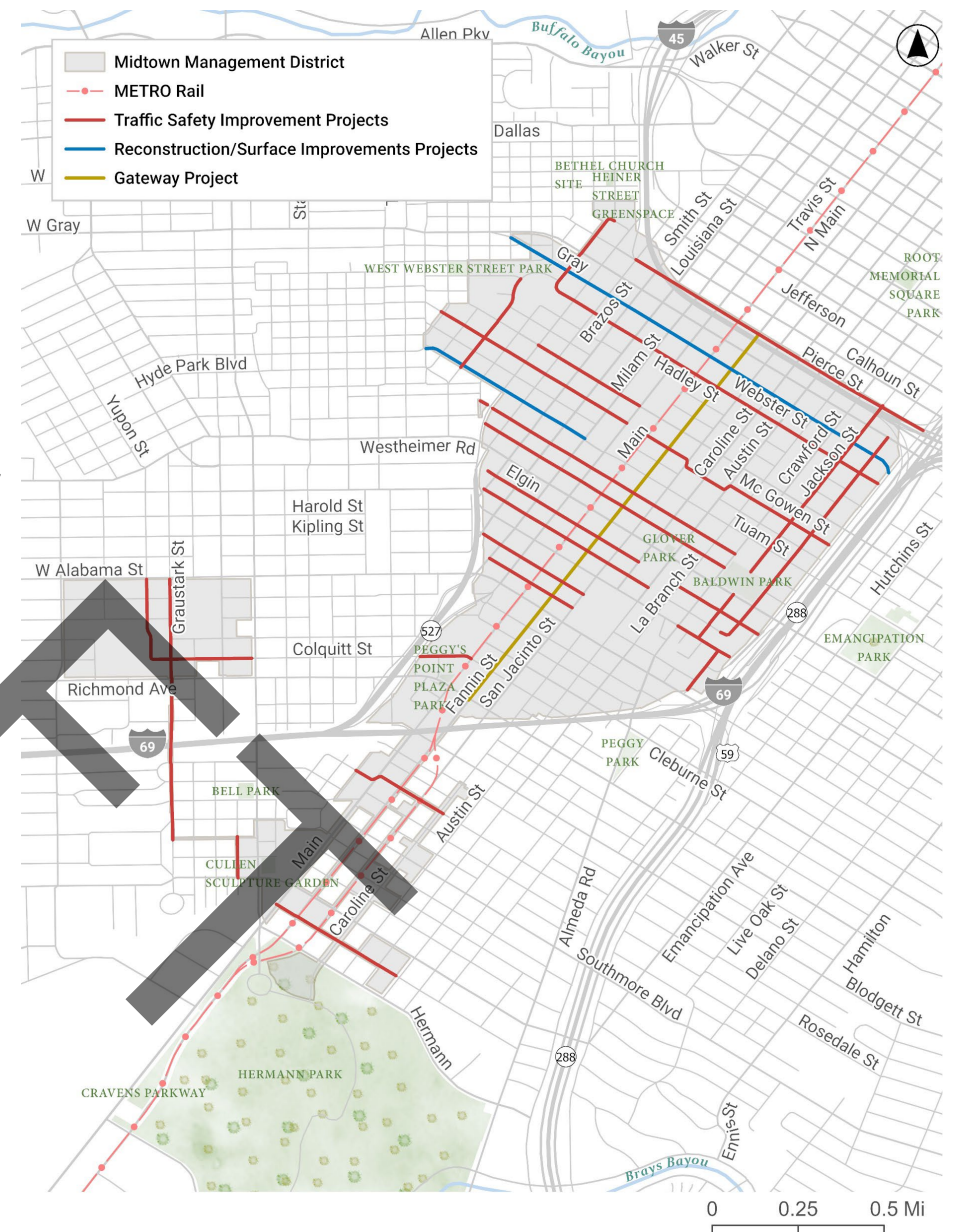 Allen Pky
Buffalo Bayou
45
Walker St
Midtown Management District
METRO Rail
Traffic Safety Improvement Projects
Reconstruction/Surface Improvements Projects
Gateway Project
Dallas
W
W Gray
BETHEL CHURCH
SITE
HEINER
STREET
GREENSPACE
Smith St
Louisiana St
Travis St
N Main
ROOT
MEMORIAL
SQUARE
PARK
WEST WEBSTER STREET PARK
Gray
Brazos St
Jefferson
Calhoun St
Pierce St
Milam St
Hadley St
Webster St
Hyde Park Blvd
Yupon St
Main
Caroline St
Austin St
Crawford St
Jackson St
Westheimer Rd
Elgin
Mc Gowen St
Harold St
Kipling St
Tuam St
GLOVER
PARK
Hutchins St
W Alabama St
Graustark St
La Branch St
BALDWIN PARK
288
527
EMANCIPATION
PARK
Colquitt St
PEGGY'S
POINT
PLAZA
PARK
Fannin St
San Jacinto St
Richmond Ave
69
69
PEGGY
PARK
59
Cleburne St
BELL PARK
Austin St
Main
CULLEN
SCULPTURE GARDEN
Caroline St
Almeda Rd
Emancipation Ave
Live Oak St
Delano St
Hamilton
Southmore Blvd
Blodgett St
Rosedale St
Hermann
288
HERMANN PARK
CRAVENS PARKWAY
Ennis St
Brays Bayou
0 0.25 0.5 Mi